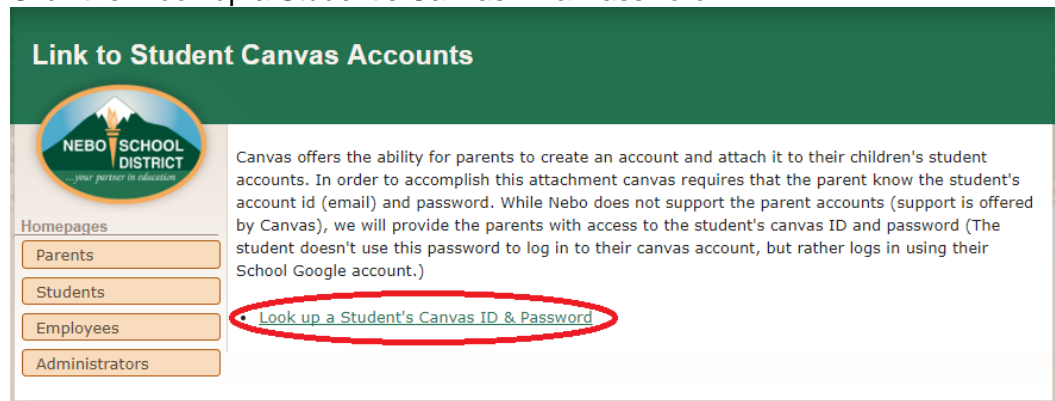 Link to Student Canvas Accounts
NEBO SCHOOL
DISTRICT
...your partner in education
Canvas offers the ability for parents to create an account and attach it to their children's student
accounts. In order to accomplish this attachment canvas requires that the parent know the student's
account id (email) and password. While Nebo does not support the parent accounts (support is offered
by Canvas), we will provide the parents with access to the student's canvas ID and password (The
student doesn't use this password to log in to their canvas account, but rather logs in using their
School Google account.)
• Look up a Student's Canvas ID & Password
Homepages
Parents
Students
Employees
Administrators